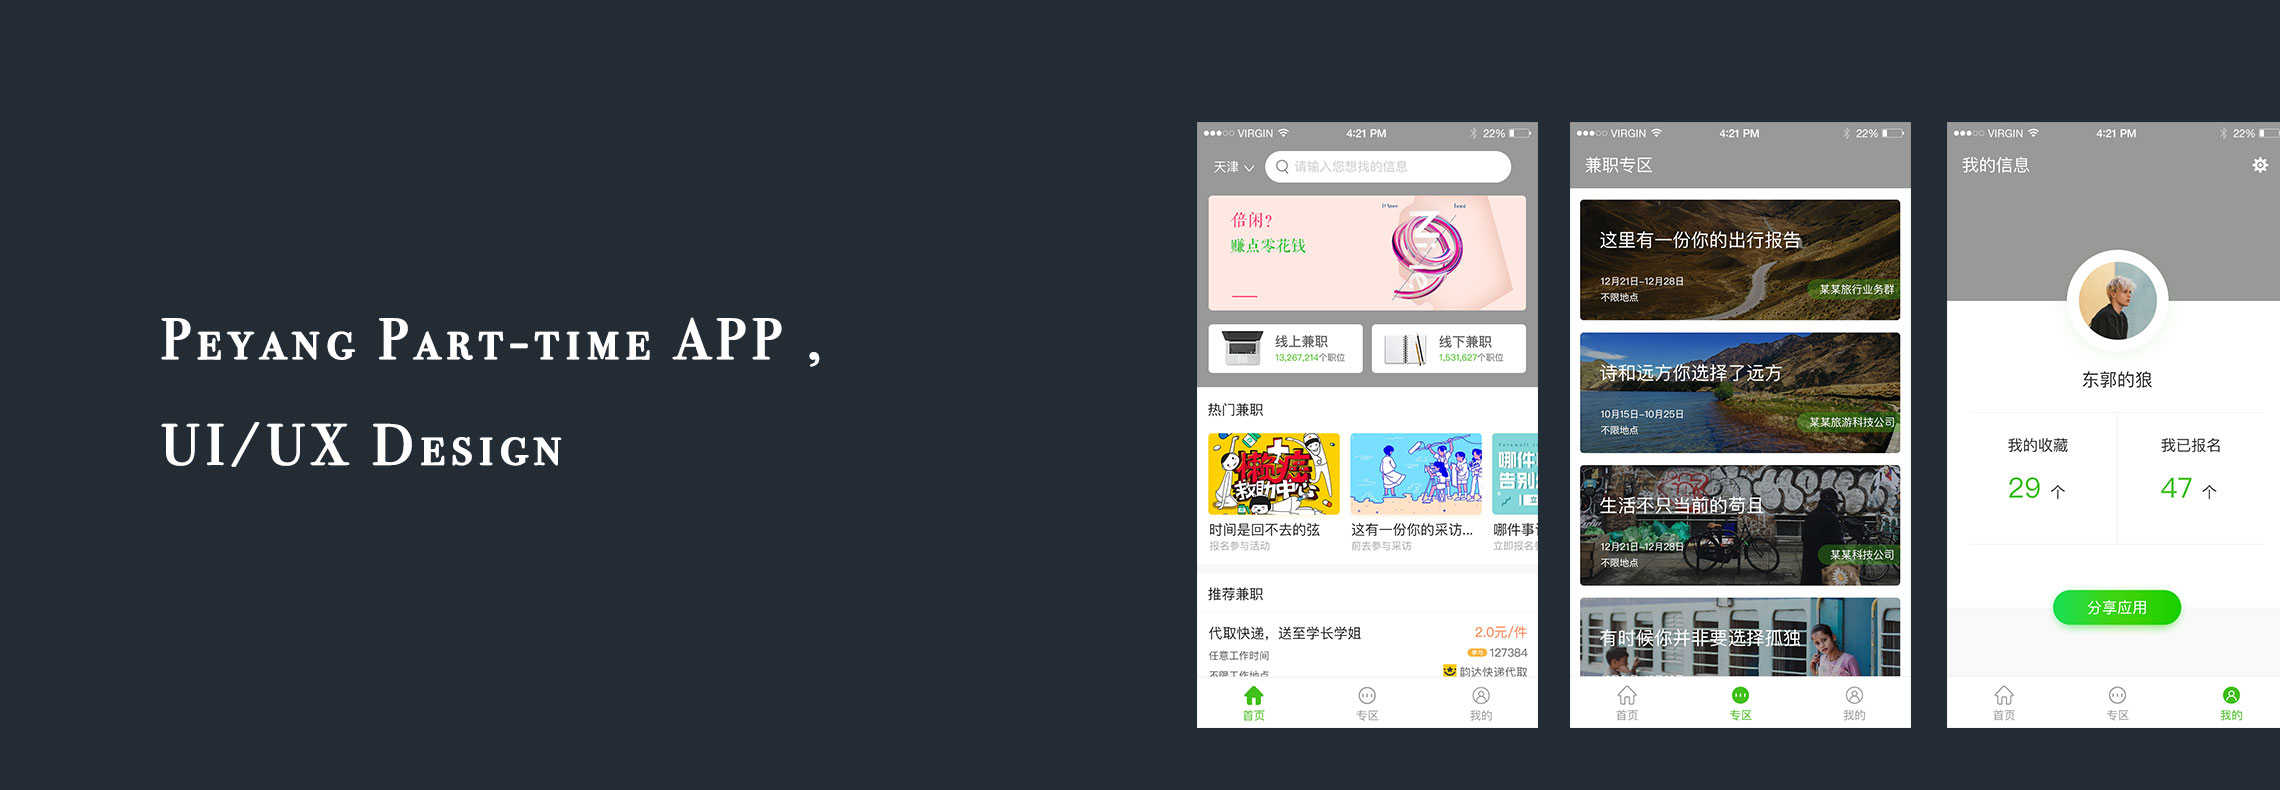 Peyang Part-time APP ,
UI/UX Design
VIRGIN
4:21 PM
22%
天津
请输入您想找的信息
倍闲?
赚点零花钱
线上兼职
13,267,214个职位
线下兼职
1,531,627个职位
热门兼职
懒癌
救助中心
哪件
告别
时间是回不去的弦
报名参与活动
这有一份你的采访...
前去参与采访
哪件事
立即报名
推荐兼职
代取快递，送至学长学姐
2.0元/件
任意工作时间
127384
不限工作地点
韵达快递代取
首页
专区
我的
VIRGIN
4:21 PM
22%
兼职专区
这里有一份你的出行报告
12月21日-12月28日
不限地点
某某旅行业务群
诗和远方你选择了远方
10月15日-10月25日
不限地点
某某旅游科技公司
生活不只当前的苟且
12月21日-12月28日
不限地点
某某科技公司
有时候你并非要选择孤独
首页
专区
我的
VIRGIN
4:21 PM
22%
我的信息
东郭的狼
我的收藏
29 个
我已报名
47 个
分享应用
首页
专区
我的